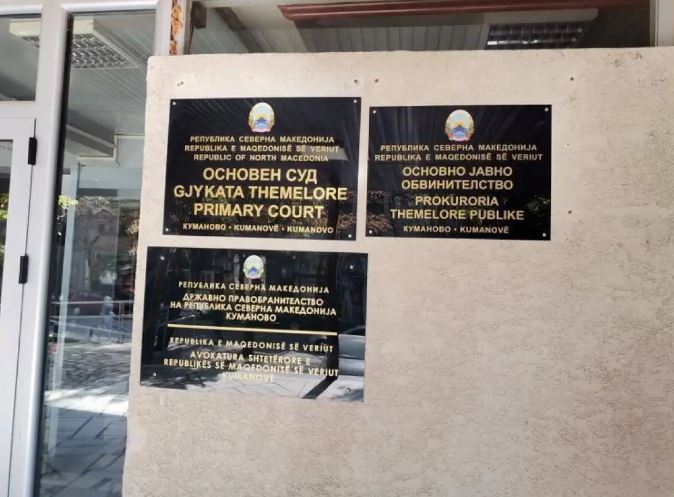 РЕПУБЛИКА СЕВЕРНА МАКЕДОНИЈА
REPUBLIKA E MAQEDONISË SË VERIUT
REPUBLIC OF NORTH MACEDONIA
ОСНОВЕН СУД
GJYKATA THEMELORE
PRIMARY COURT
КУМАНОВО • KUMANOVË • KUMANOVO
РЕПУБЛИКА СЕВЕРНА МАКЕДОНИЈА
REPUBLIKA E MAQEDONISË SË VERIUT
ОСНОВНО ЈАВНО
ОБВИНИТЕЛСТВО
PROKURORIA
THEMELORE PUBLIKE
КУМАНОВО • KUMANOVË
РЕПУБЛИКА СЕВЕРНА МАКЕДОНИЈА
ДРЖАВНО ПРАВОБРАНИТЕЛСТВО
НА РЕПУБЛИКА СЕВЕРНА МАКЕДОНИЈА
КУМАНОВО
REPUBLIKA E MAQEDONISË SË VERIUT
AVOKATURA SHTETËRORE E
REPUBLIKËS SË MAQEDONISË SË VERIUT
KUMANOVË